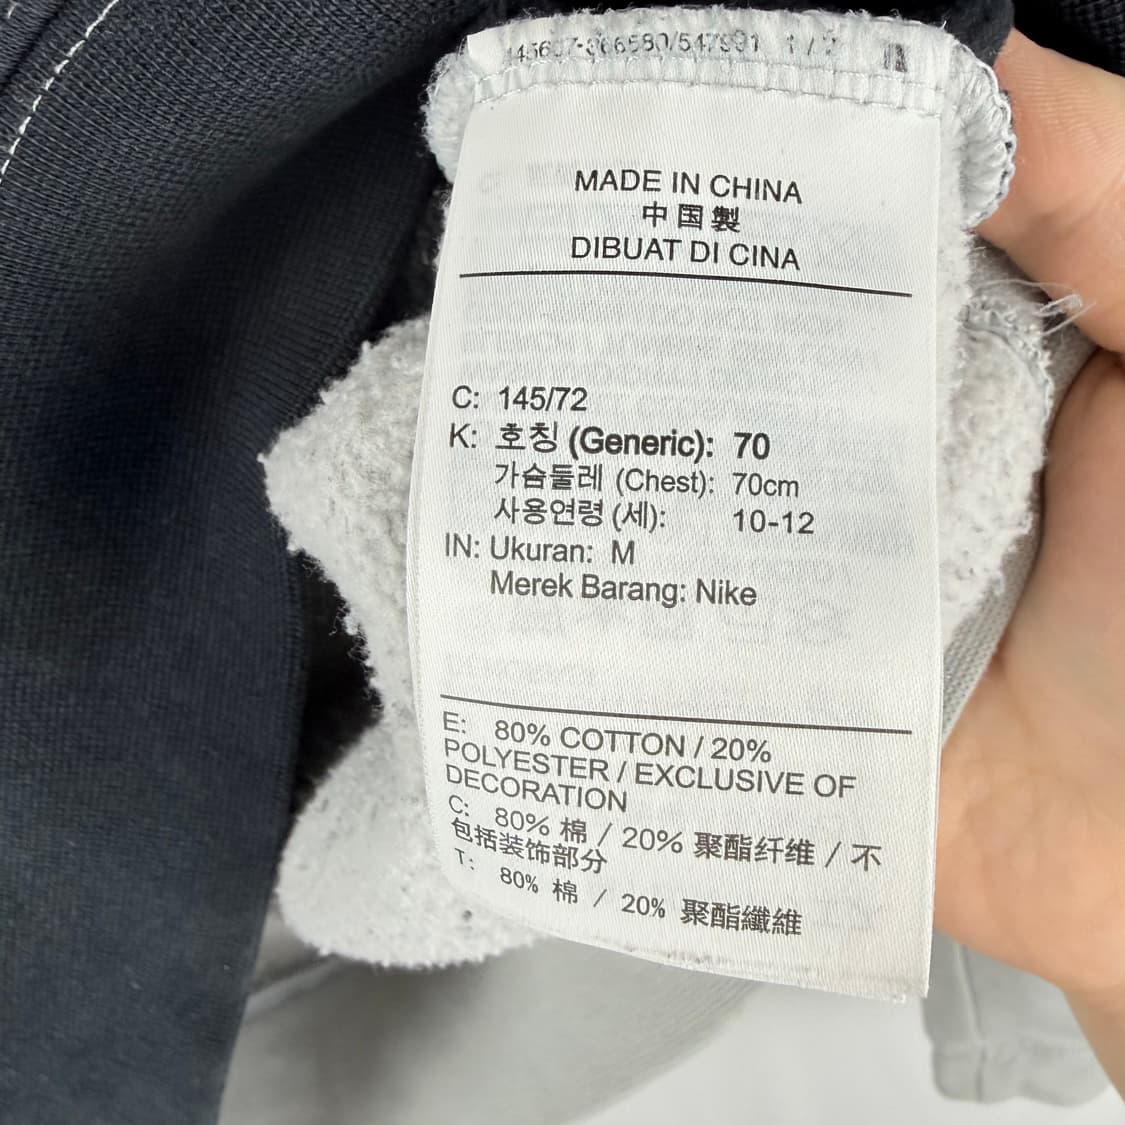 MADE IN CHINA
中国製
DIBUAT DI CINA
C: 145/72
K: 호칭 (Generic): 70
가슴둘레 (Chest): 70cm
사용연령 (세): 10-12
IN: Ukuran: M
Merek Barang: Nike
E: 80% COTTON / 20%
POLYESTER / EXCLUSIVE OF
DECORATION
C: 80% 棉 / 20% 聚酯纤维 / 不
包括装饰部分
T: 80% 棉 / 20% 聚酯纖維